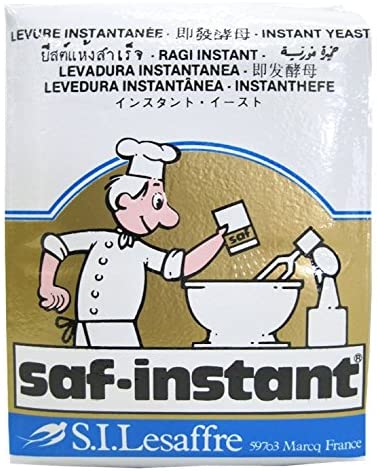 LEVURE INSTANTANÉE · 即發酵母 · INSTANT YEAST
ยีสต์แห้งสำเร็จ · RAGI INSTANT · خميرة فورية
LEVADURA INSTANTANEA · 即发酵母
LEVEDURA INSTANTÂNEA · INSTANTHEFE
インスタント・イースト
saf
saf-instant®
S.I.Lesaffre 59703 Marcq France